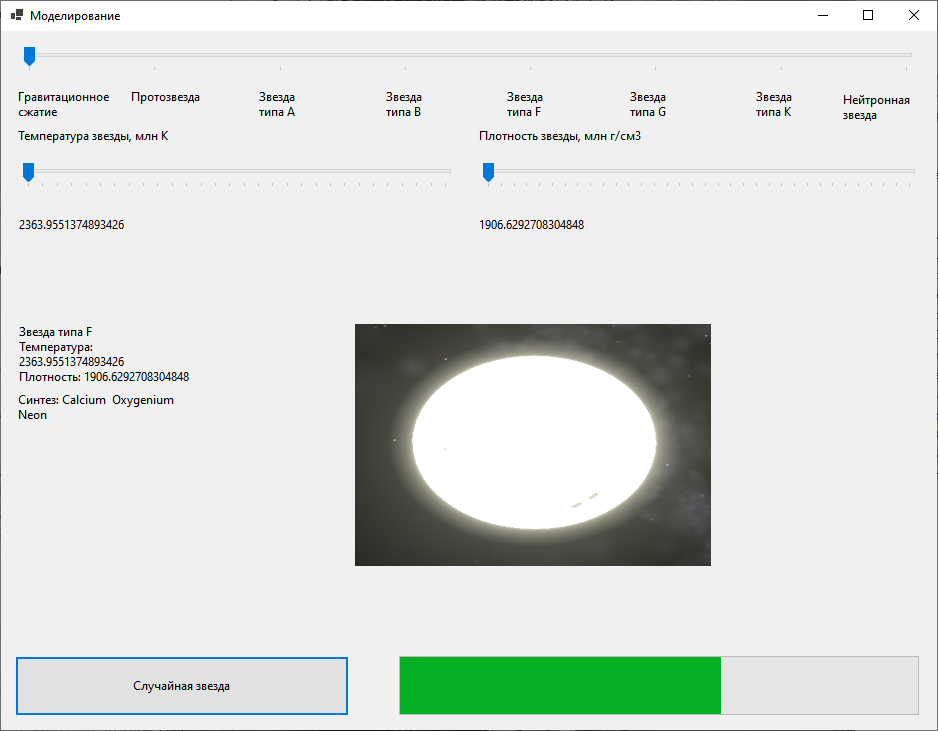 Моделирование
Гравитационное сжатие
Протозвезда
Звезда типа A
Звезда типа B
Звезда типа F
Звезда типа G
Звезда типа K
Нейтронная звезда
Температура звезды, млн К
Плотность звезды, млн г/см3
2363.9551374893426
1906.6292708304848
Звезда типа F
Температура:
2363.9551374893426
Плотность: 1906.6292708304848
Синтез: Calcium  Oxygenium
Neon
Случайная звезда